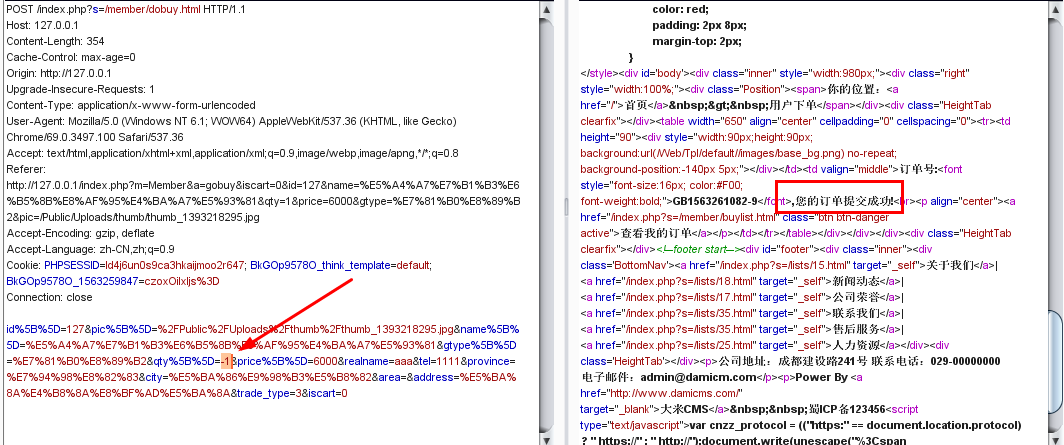 POST /index.php?s=/member/dobuy.html HTTP/1.1
Host: 127.0.0.1
Content-Length: 354
Cache-Control: max-age=0
Origin: http://127.0.0.1
Upgrade-Insecure-Requests: 1
Content-Type: application/x-www-form-urlencoded
User-Agent: Mozilla/5.0 (Windows NT 6.1; WOW64) AppleWebKit/537.36 (KHTML, like Gecko)
Chrome/69.0.3497.100 Safari/537.36
Accept: text/html,application/xhtml+xml,application/xml;q=0.9,image/webp,image/apng,*/*;q=0.8
Referer:
http://127.0.0.1/index.php?m=Member&a=gobuy&iscart=0&id=127&name=%E5%A4%A7%E7%B1%B3%E6
%B5%8B%E8%AF%95%E4%BA%A7%E5%93%81&qty=1&price=6000&gtype=%E7%81%B0%E8%89%B
2&pic=/Public/Uploads/thumb/thumb_1393218295.jpg
Accept-Encoding: gzip, deflate
Accept-Language: zh-CN,zh;q=0.9
Cookie: PHPSESSID=ld4j6un0s9ca3hkaijmoo2r647; BkGOp9578O_think_template=default;
BkGOp9578O_1563259847=czoxOiIxIjs%3D
Connection: close
id%5B%5D=127&pic%5B%5D=%2FPublic%2FUploads%2Fthumb%2Fthumb_1393218295.jpg&name%5B%
5D=%E5%A4%A7%E7%B1%B3%E6%B5%8B%E8%AF%95%E4%BA%A7%E5%93%81&gtype%5B%5D
=%E7%81%B0%E8%89%B2&qty%5B%5D=-1&price%5B%5D=6000&realname=aaa&tel=1111&province=
%E7%94%98%E8%82%83&city=%E5%BA%86%E9%98%B3%E5%B8%82&area=&address=%E5%BA%
8A%E4%B8%8A%E8%BF%AD%E5%BA%8A&trade_type=3&iscart=0
color: red;
padding: 2px 8px;
margin-top: 2px;
}
</style><div id='body'><div class="inner" style="width:980px;"><div class="right"
style="width:100%;"><div class="Position"><span>你的位置：<a
href="/">首页</a>&nbsp;&gt;&nbsp;用户下单</span></div><div class="HeightTab
clearfix"></div><table width="650" align="center" cellpadding="0" cellspacing="0"><tr><td
height="90"><div style="width:90px;height:90px;
background:url(/Web/Tpl/default//images/base_bg.png) no-repeat;
background-position:-140px 5px;"></div></td><td valign="middle">订单号:<font
style="font-size:16px; color:#F00;
font-weight:bold;">GB1563261082-9</font>,您的订单提交成功!<br><p align="center"><a
href="/index.php?s=/member/buylist.html" class="btn btn-danger
active">查看我的订单</a></p></td></tr></table></div></div></div><div class="HeightTab
clearfix"></div><!--footer start--><div id="footer"><div class="inner"><div
class="BottomNav"><a href="/index.php?s=/lists/15.html" target="_self">关于我们</a>|
<a href="/index.php?s=/lists/18.html" target="_self">新闻动态</a>|
<a href="/index.php?s=/lists/17.html" target="_self">公司荣誉</a>|
<a href="/index.php?s=/lists/35.html" target="_self">联系我们</a>|
<a href="/index.php?s=/lists/35.html" target="_self">售后服务</a>|
<a href="/index.php?s=/lists/25.html" target="_self">人力资源</a></div><div
class="HeightTab"></div><p>公司地址：成都建设路241号 联系电话：029-00000000
电子邮件：admin@damicm.com</p><p>Power By <a
href="http://www.damicms.com/"
target="_blank">大米CMS</a>&nbsp;&nbsp;蜀ICP备123456<script
type="text/javascript">var cnzz_protocol = (("https:" == document.location.protocol)
? " https://" : " http://");document.write(unescape("%3Cspan